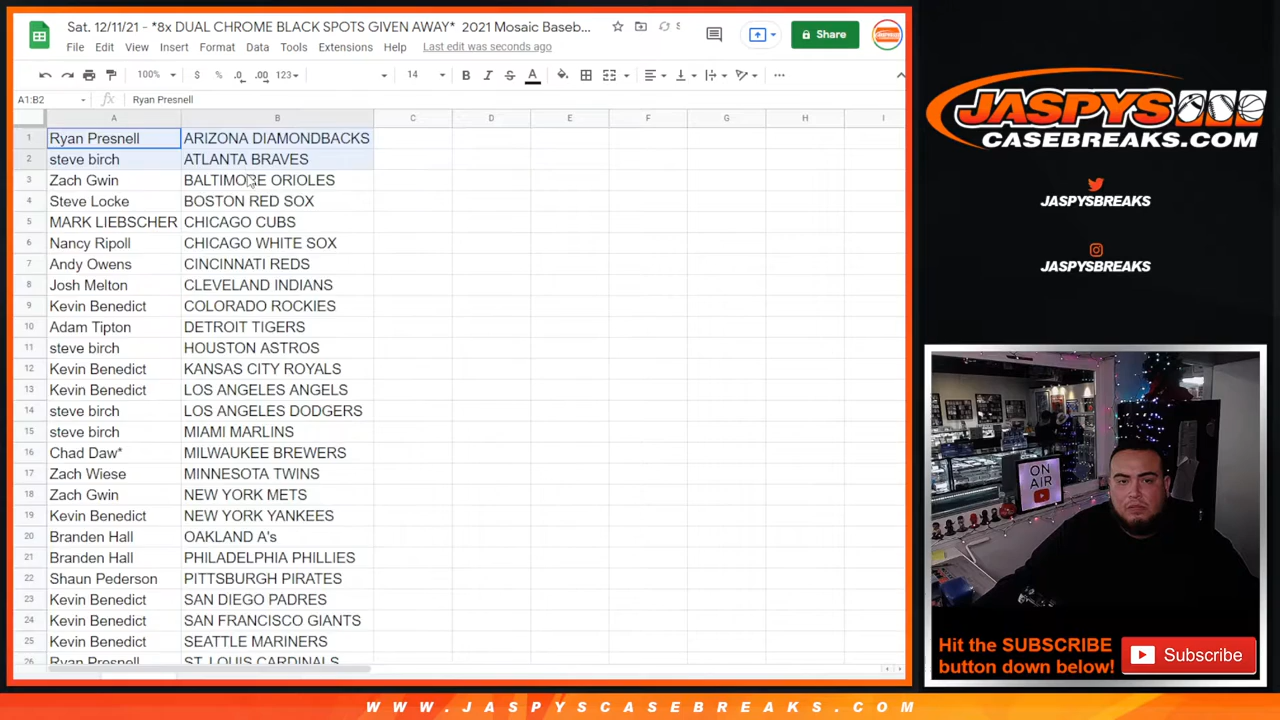 Sat. 12/11/21 - *8x DUAL CHROME BLACK SPOTS GIVEN AWAY* 2021 Mosaic Baseb...
File Edit View Insert Format Data Tools Extensions Help Last edit was seconds ago
Share
100% $ % .0 .00 123 14 B I S A
A1:B2 fx Ryan Presnell
A B C D E F G H I
1 Ryan Presnell ARIZONA DIAMONDBACKS
2 steve birch ATLANTA BRAVES
3 Zach Gwin BALTIMORE ORIOLES
4 Steve Locke BOSTON RED SOX
5 MARK LIEBSCHER CHICAGO CUBS
6 Nancy Ripoll CHICAGO WHITE SOX
7 Andy Owens CINCINNATI REDS
8 Josh Melton CLEVELAND INDIANS
9 Kevin Benedict COLORADO ROCKIES
10 Adam Tipton DETROIT TIGERS
11 steve birch HOUSTON ASTROS
12 Kevin Benedict KANSAS CITY ROYALS
13 Kevin Benedict LOS ANGELES ANGELS
14 steve birch LOS ANGELES DODGERS
15 steve birch MIAMI MARLINS
16 Chad Daw* MILWAUKEE BREWERS
17 Zach Wiese MINNESOTA TWINS
18 Zach Gwin NEW YORK METS
19 Kevin Benedict NEW YORK YANKEES
20 Branden Hall OAKLAND A's
21 Branden Hall PHILADELPHIA PHILLIES
22 Shaun Pederson PITTSBURGH PIRATES
23 Kevin Benedict SAN DIEGO PADRES
24 Kevin Benedict SAN FRANCISCO GIANTS
25 Kevin Benedict SEATTLE MARINERS
26 Ryan Presnell ST. LOUIS CARDINALS
JASPYS
CASEBREAKS.COM
JASPYSBREAKS
JASPYSBREAKS
ON
AIR
Hit the SUBSCRIBE
button down below!
Subscribe
WWW.JASPYSCASEBREAKS.COM